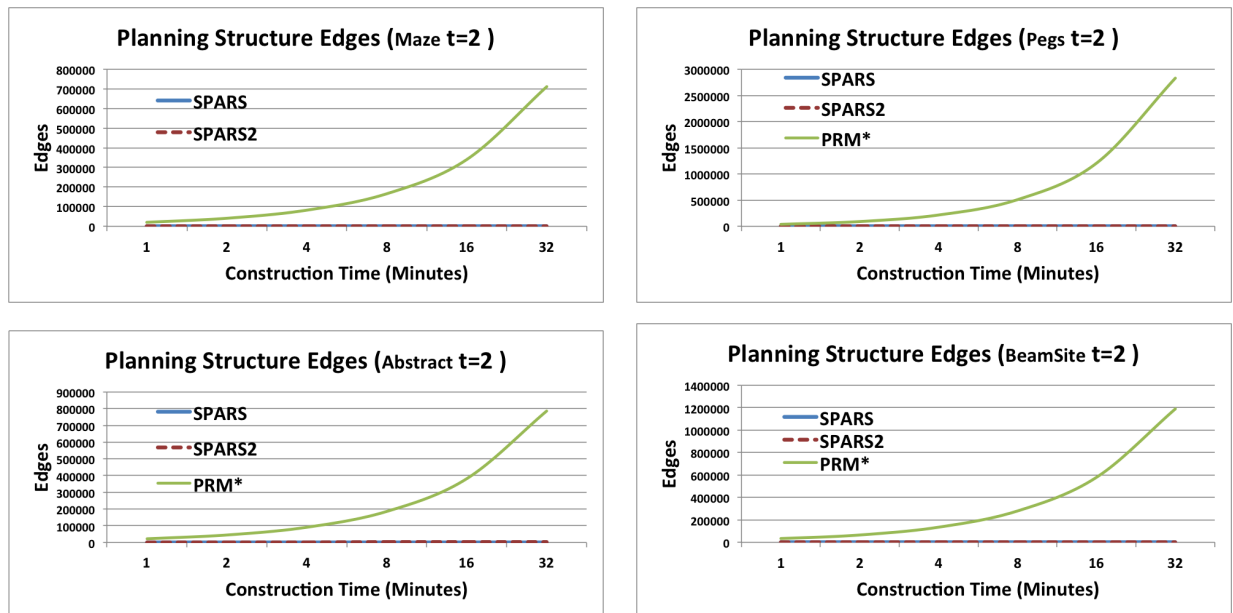 Planning Structure Edges (Maze t=2 )
800000
700000
600000
500000
400000
300000
200000
100000
0
Edges
SPARS
SPARS2
1 2 4 8 16 32
Construction Time (Minutes)
Planning Structure Edges (Pegs t=2 )
3000000
2500000
2000000
1500000
1000000
500000
0
Edges
SPARS
SPARS2
PRM*
1 2 4 8 16 32
Construction Time (Minutes)
Planning Structure Edges (Abstract t=2 )
900000
800000
700000
600000
500000
400000
300000
200000
100000
0
Edges
SPARS
SPARS2
PRM*
1 2 4 8 16 32
Construction Time (Minutes)
Planning Structure Edges (BeamSite t=2 )
1400000
1200000
1000000
800000
600000
400000
200000
0
Edges
SPARS
SPARS2
PRM*
1 2 4 8 16 32
Construction Time (Minutes)